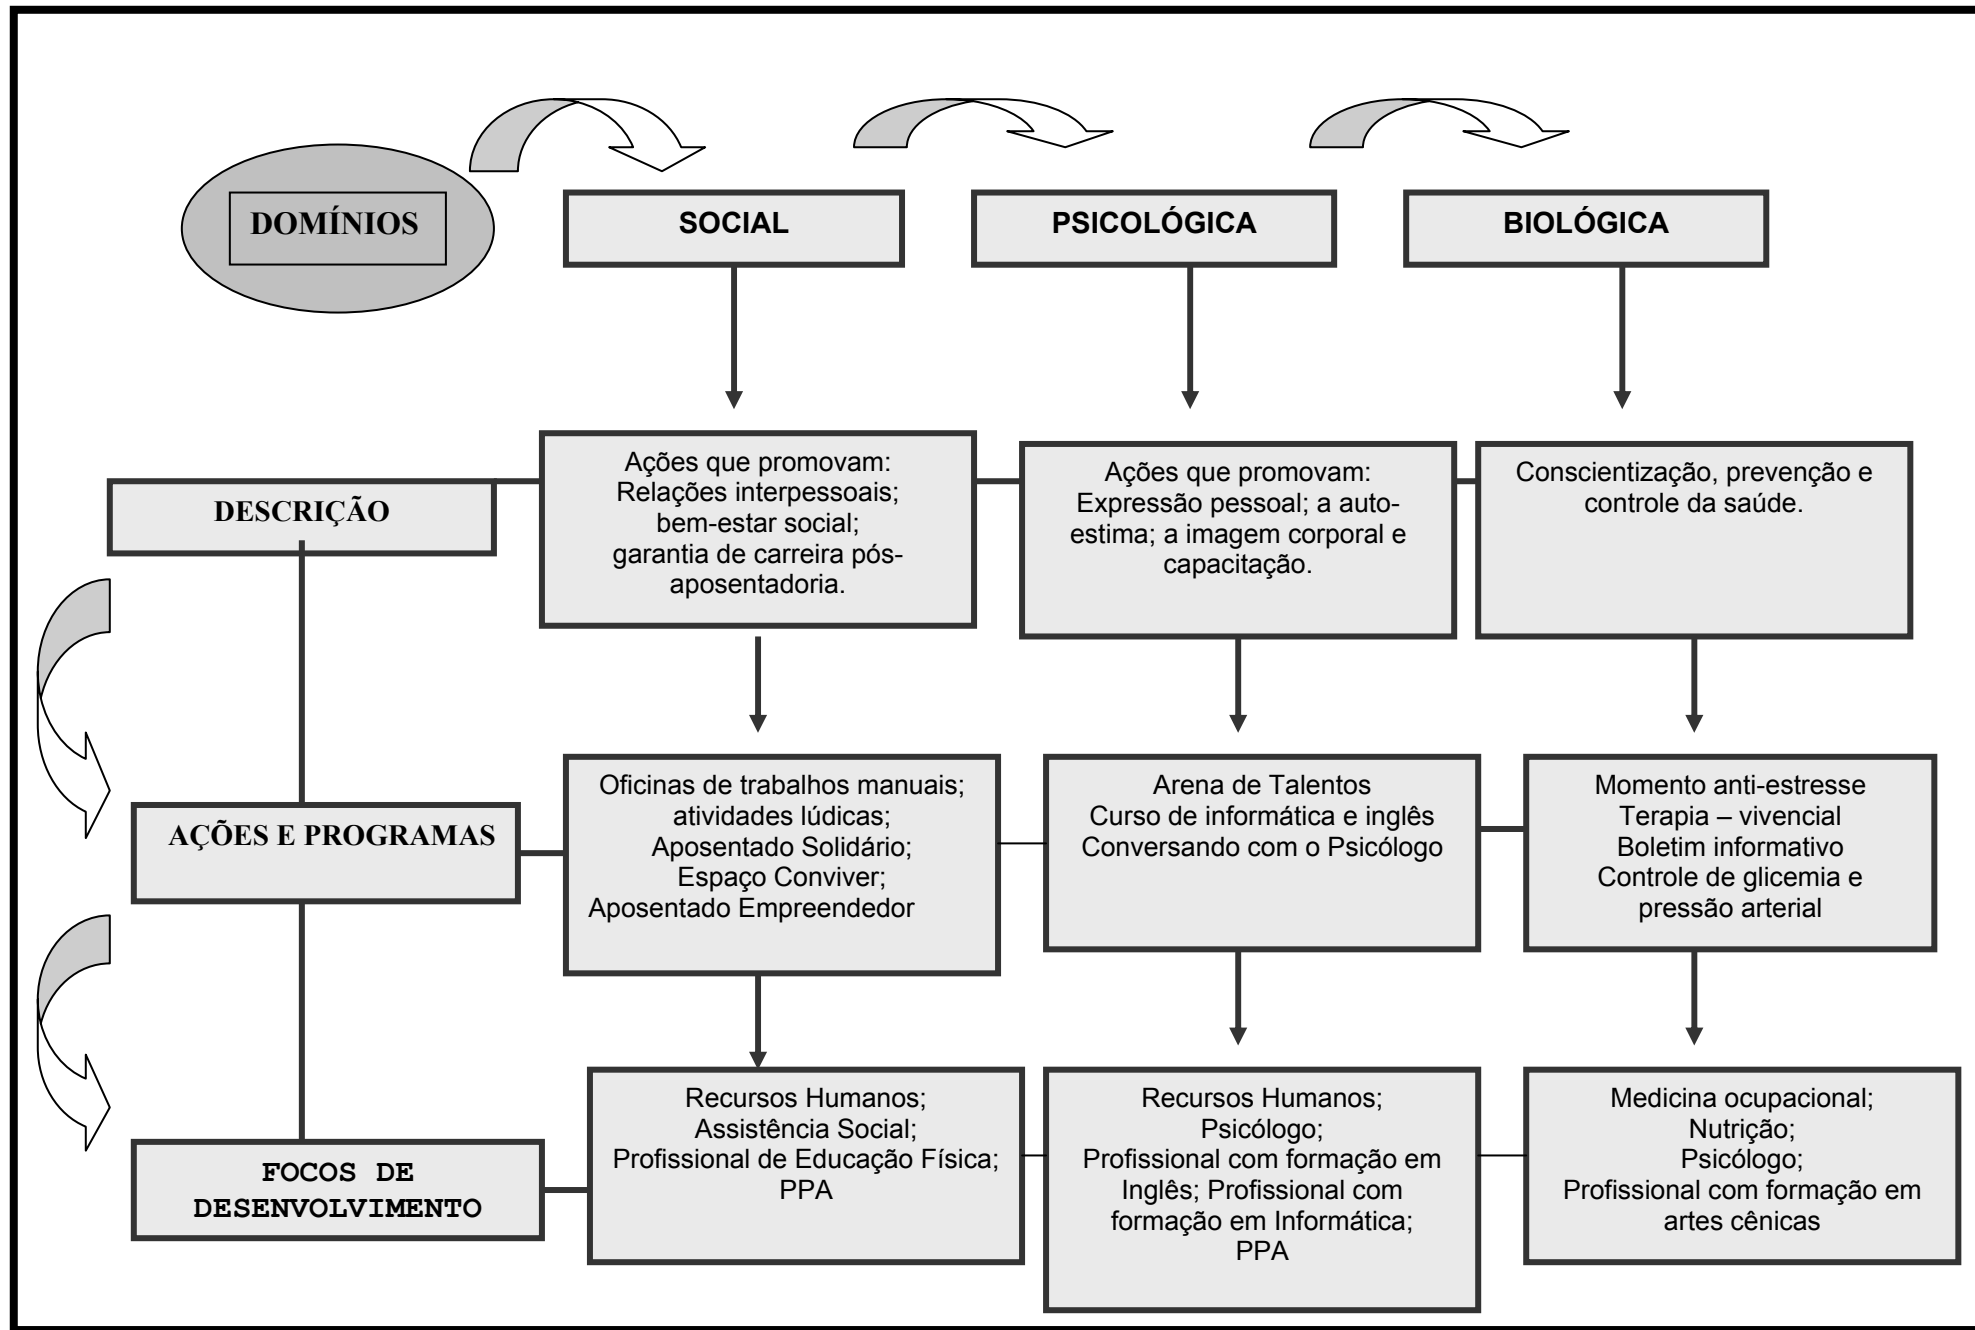 DOMÍNIOS
SOCIAL
PSICOLÓGICA
BIOLÓGICA
DESCRIÇÃO
Ações que promovam:
Relações interpessoais;
bem-estar social;
garantia de carreira pós-
aposentadoria.
Ações que promovam:
Expressão pessoal; a auto-
estima; a imagem corporal e
capacitação.
Conscientização, prevenção e
controle da saúde.
AÇÕES E PROGRAMAS
Oficinas de trabalhos manuais;
atividades lúdicas;
Aposentado Solidário;
Espaço Conviver;
Aposentado Empreendedor
Arena de Talentos
Curso de informática e inglês
Conversando com o Psicólogo
Momento anti-estresse
Terapia – vivencial
Boletim informativo
Controle de glicemia e
pressão arterial
FOCOS DE
DESENVOLVIMENTO
Recursos Humanos;
Assistência Social;
Profissional de Educação Física;
PPA
Recursos Humanos;
Psicólogo;
Profissional com formação em
Inglês; Profissional com
formação em Informática;
PPA
Medicina ocupacional;
Nutrição;
Psicólogo;
Profissional com formação em
artes cênicas